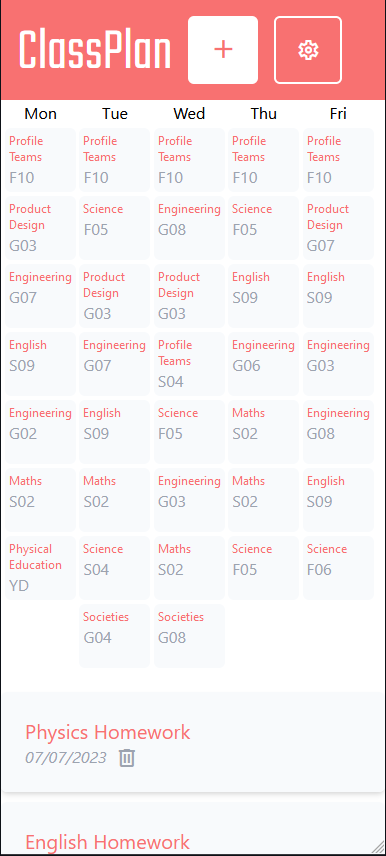 ClassPlan +
Mon Tue Wed Thu Fri
Profile Profile Profile Profile Profile
Teams Teams Teams Teams Teams
F10 F10 F10 F10 F10
Product Science Engineering Science Product
Design F05 G08 F05 Design
G03 G07
Engineering Product Product English English
G07 Design Design S09 S09
G03 G03
English Engineering Profile Engineering Engineering
S09 G07 Teams G06 G03
S04
Engineering English Science Maths Engineering
G02 S09 F05 S02 G08
Maths Maths Engineering Maths English
S02 S02 G03 S02 S09
Physical Science Maths Science Science
Education S04 S02 F05 F06
YD
Societies Societies
G04 G08
Physics Homework
07/07/2023
English Homework